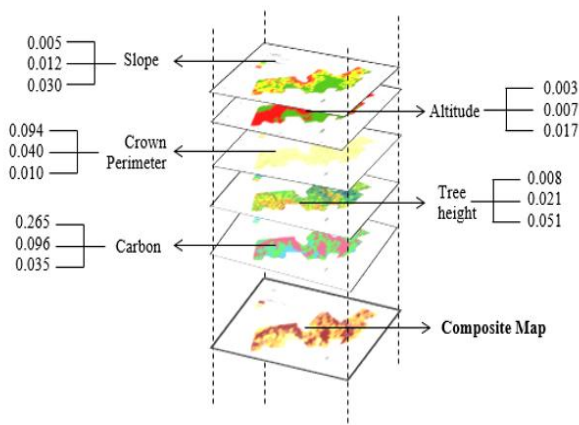 0.005
0.012
0.030
Slope
Altitude
0.003
0.007
0.017
0.094
0.040
0.010
Crown
Perimeter
Tree
height
0.008
0.021
0.051
0.265
0.096
0.035
Carbon
Composite Map